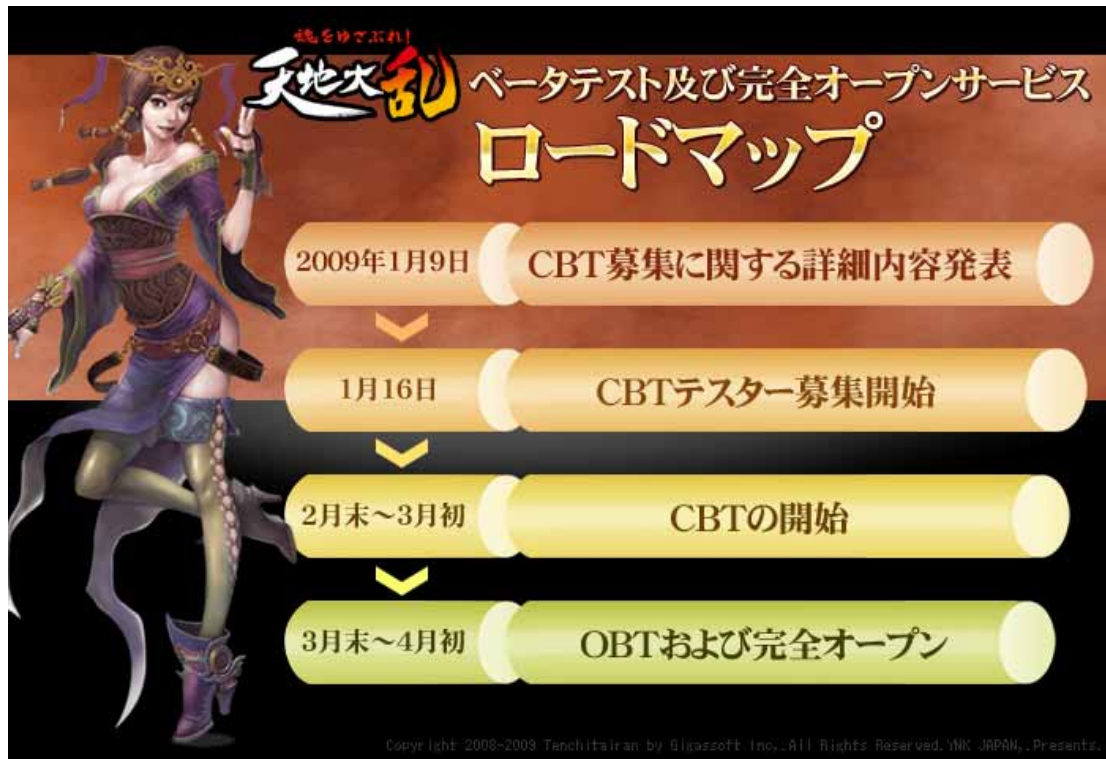 魂をゆさぶれ!
天地大乱
ベータテスト及び完全オープンサービス
ロードマップ
2009年1月9日
CBT募集に関する詳細内容発表
1月16日
CBTテスター募集開始
2月末～3月初
CBTの開始
3月末～4月初
OBTおよび完全オープン
Copyright 2008-2009 Tenchitairan by Gigassoft Inc,.All Rights Reserved.YNK JAPAN,.Presents.